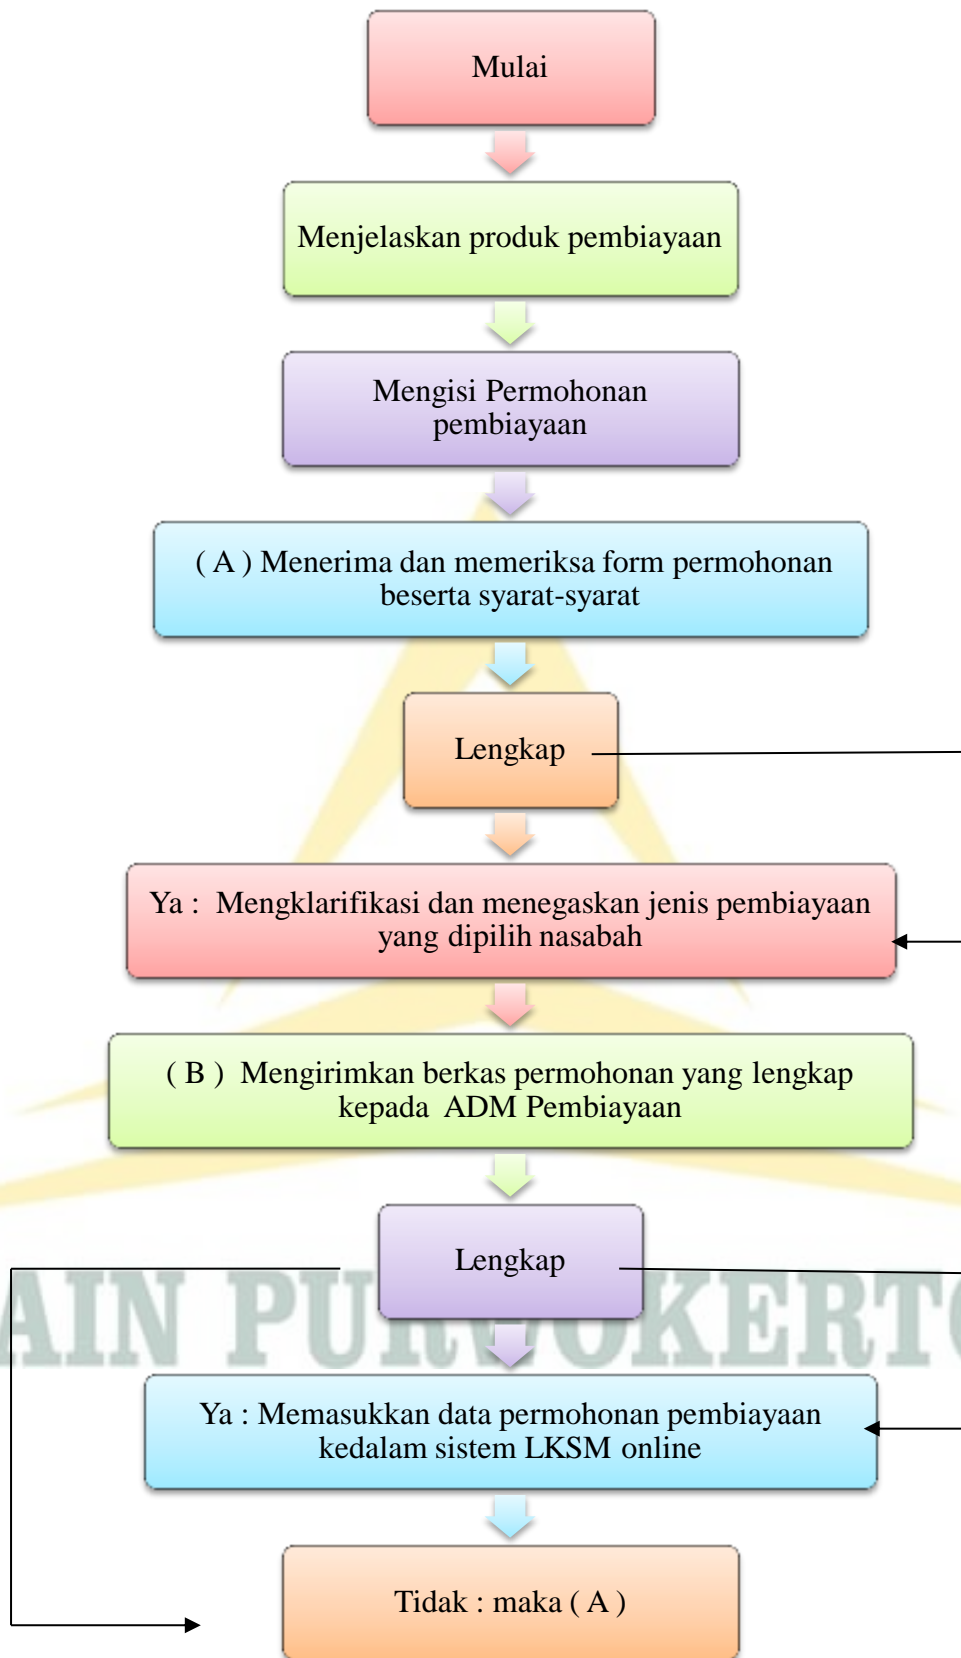 Mulai
Menjelaskan produk pembiayaan
Mengisi Permohonan
pembiayaan
( A ) Menerima dan memeriksa form permohonan
beserta syarat-syarat
Lengkap
Ya : Mengklarifikasi dan menegaskan jenis pembiayaan
yang dipilih nasabah
( B ) Mengirimkan berkas permohonan yang lengkap
kepada ADM Pembiayaan
Lengkap
AIN PURWOKERTO
Ya : Memasukkan data permohonan pembiayaan
kedalam sistem LKSM online
Tidak : maka ( A )